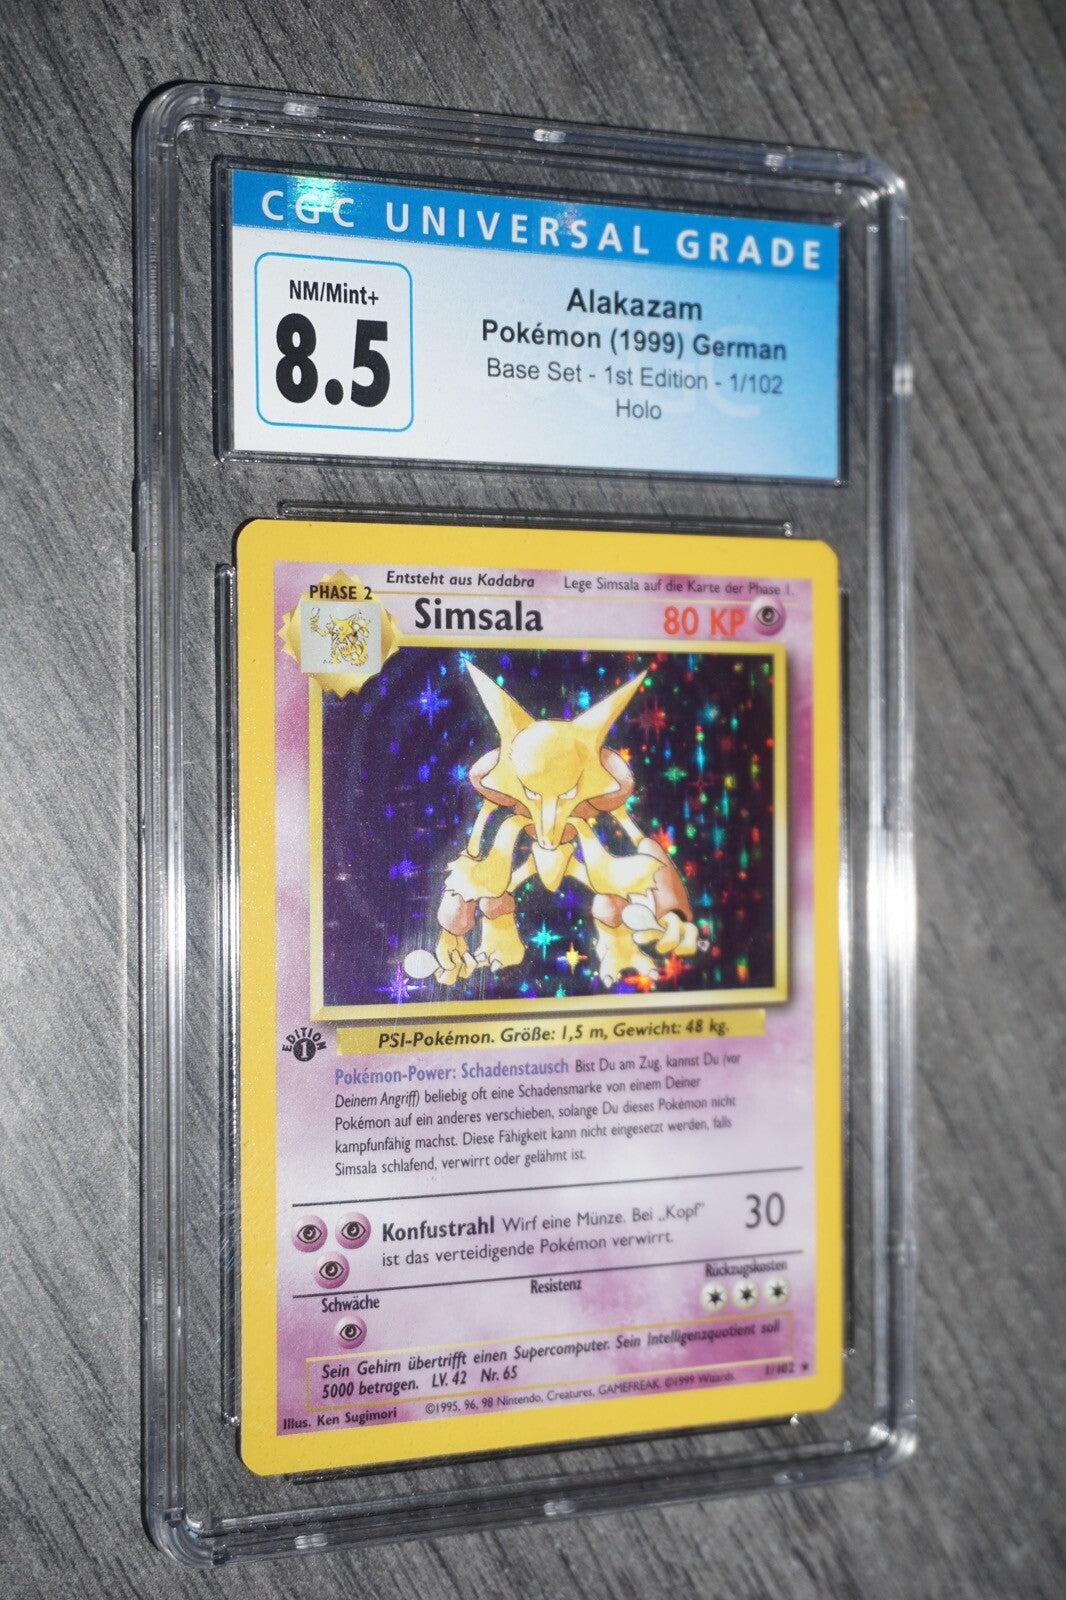 CGC UNIVERSAL GRADE
NM/Mint+
8.5
Alakazam
Pokémon (1999) German
Base Set - 1st Edition - 1/102
Holo
PHASE 2
Entsteht aus Kadabra
Lege Simsala auf die Karte der Phase 1.
Simsala
80 KP
EDITION
1
PSI-Pokémon. Größe: 1,5 m, Gewicht: 48 kg.
Pokémon-Power: Schadenstausch Bist Du am Zug, kannst Du (vor
Deinem Angriff) beliebig oft eine Schadensmarke von einem Deiner
Pokémon auf ein anderes verschieben, solange Du dieses Pokémon nicht
kampfunfähig machst. Diese Fähigkeit kann nicht eingesetzt werden, falls
Simsala schlafend, verwirrt oder gelähmt ist.
Konfustrahl Wirf eine Münze. Bei „Kopf"
ist das verteidigende Pokémon verwirrt.
30
Schwäche
Resistenz
Rückzugskosten
Sein Gehirn übertrifft einen Supercomputer. Sein Intelligenzquotient soll
5000 betragen. LV. 42 Nr. 65
Illus. Ken Sugimori
©1995, 96, 98 Nintendo, Creatures, GAMEFREAK. ©1999 Wizards.
1/102 ★